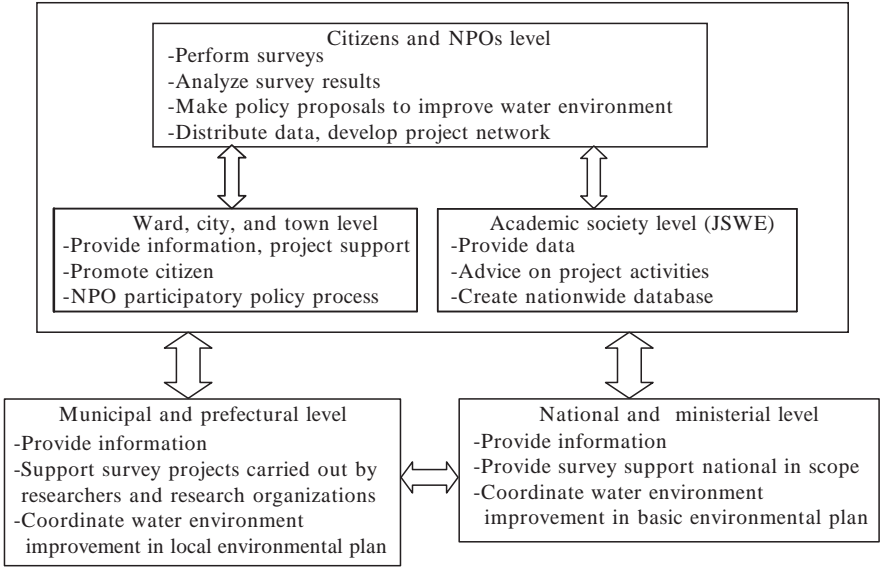 Citizens and NPOs level
-Perform surveys
-Analyze survey results
-Make policy proposals to improve water environment
-Distribute data, develop project network
Ward, city, and town level
-Provide information, project support
-Promote citizen
-NPO participatory policy process
Academic society level (JSWE)
-Provide data
-Advice on project activities
-Create nationwide database
Municipal and prefectural level
-Provide information
-Support survey projects carried out by
researchers and research organizations
-Coordinate water environment
improvement in local environmental plan
National and ministerial level
-Provide information
-Provide survey support national in scope
-Coordinate water environment
improvement in basic environmental plan